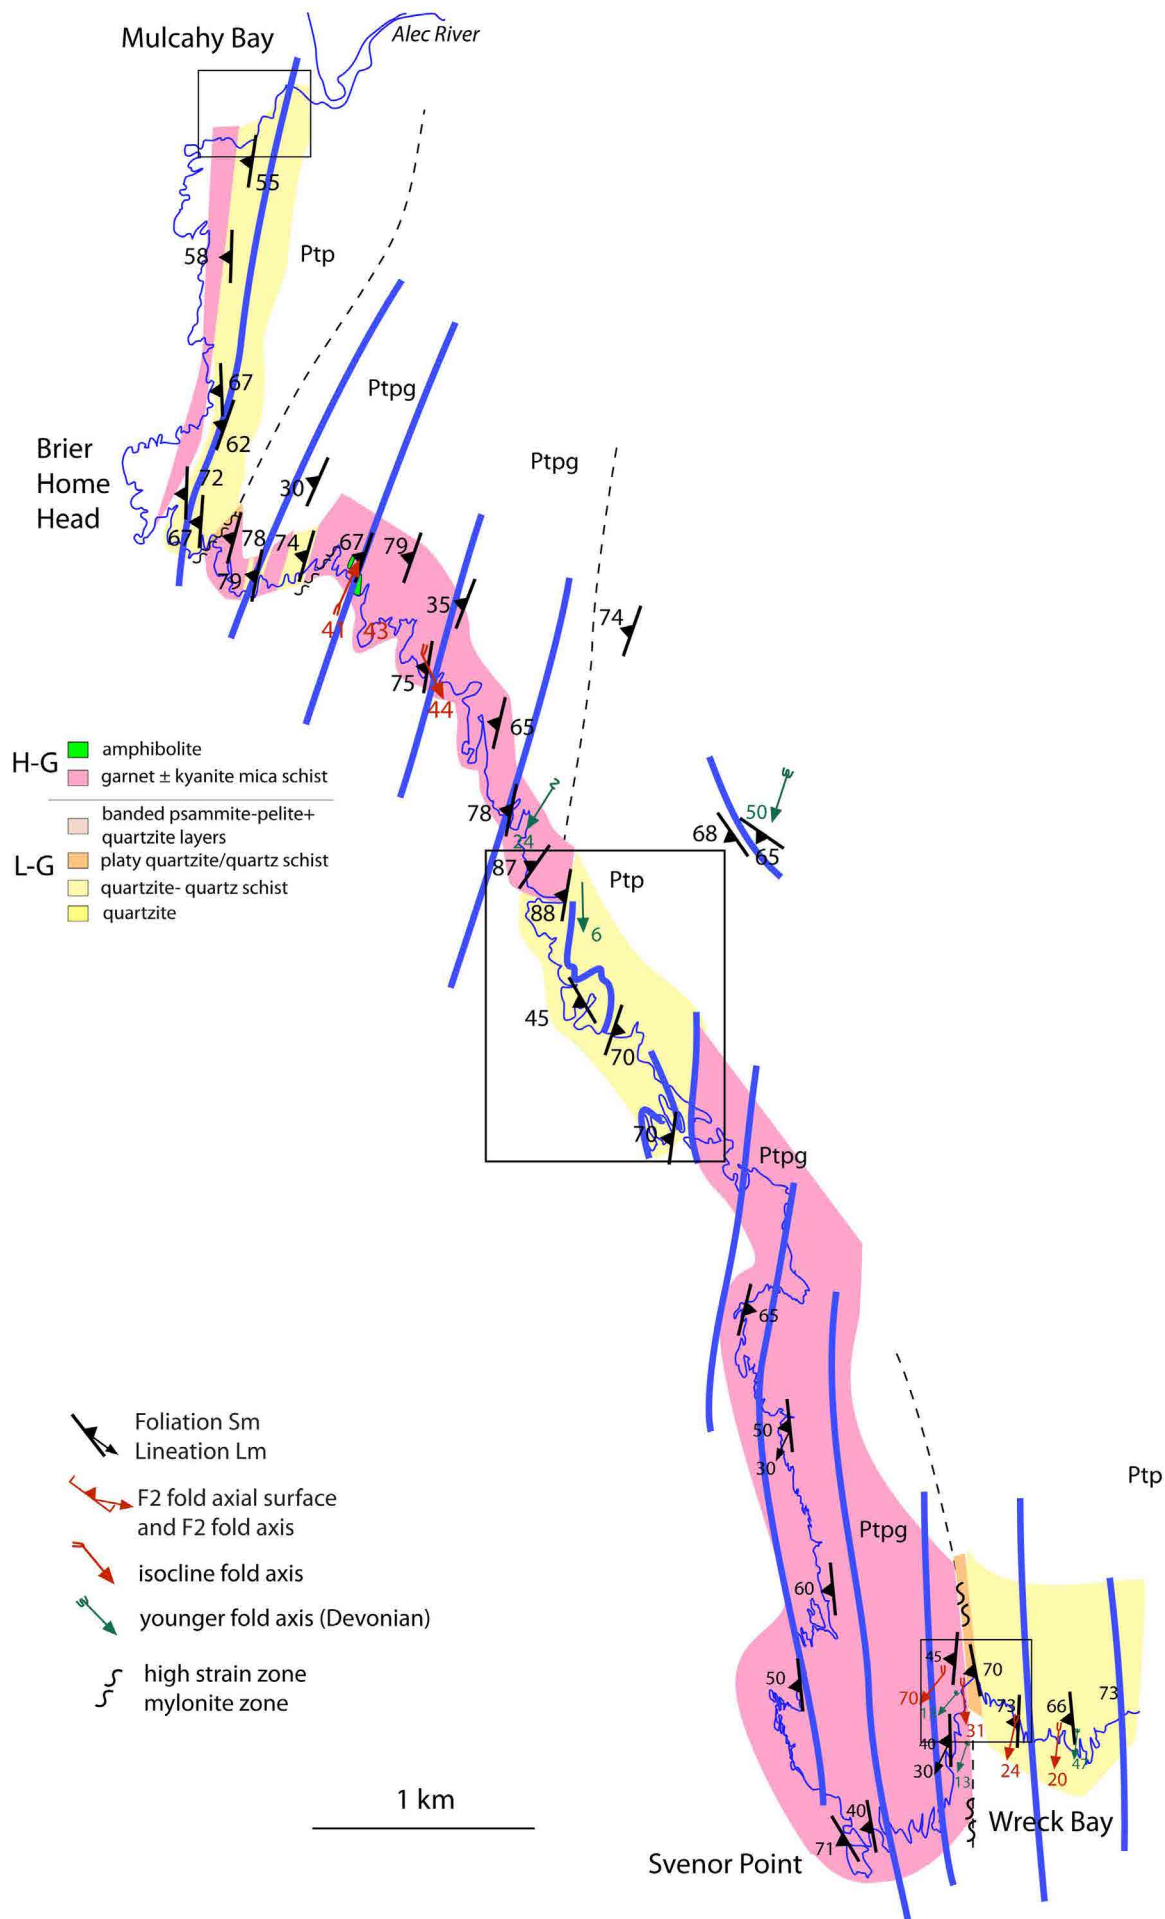 Mulcahy Bay
Alec River
55
58
Ptp
67
Ptpg
62
Brier
Home
Head
72
Ptpg
30
67
78
74
67
79
79
35
41
43
74
75
44
65
H-G
amphibolite
garnet ± kyanite mica schist
banded psammite-pelite+
quartzite layers
L-G
platy quartzite/quartz schist
quartzite- quartz schist
quartzite
78
24
50
68
65
87
Ptp
88
6
45
70
70
Ptpg
65
Foliation Sm
Lineation Lm
50
30
Ptp
F2 fold axial surface
and F2 fold axis
Ptpg
isocline fold axis
60
younger fold axis (Devonian)
high strain zone
mylonite zone
45
70
50
70
73
66
73
31
40
30
13
24
20
47
1 km
40
Wreck Bay
71
Svenor Point